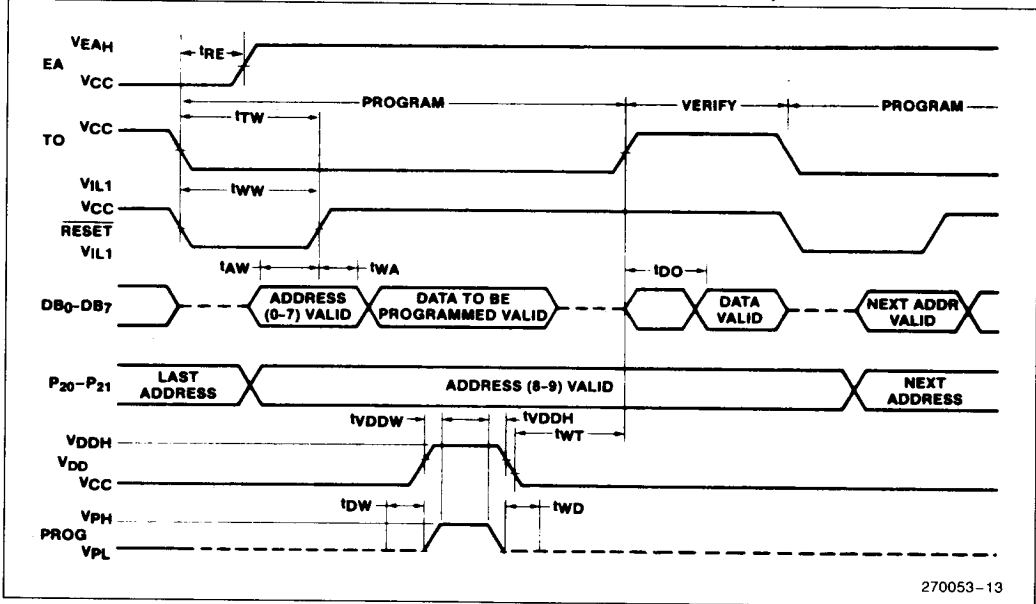 VEAH
EA
VCC
tRE
PROGRAM
VERIFY
PROGRAM
tTW
VCC
TO
VIL1
tWW
VCC
RESET
VIL1
tAW
tWA
tDO
DB0–DB7
ADDRESS
(0–7) VALID
DATA TO BE
PROGRAMMED VALID
DATA
VALID
NEXT ADDR
VALID
P20–P21
LAST
ADDRESS
ADDRESS (8–9) VALID
NEXT
ADDRESS
tVDDW
tVDDH
tWT
VDDH
VDD
VCC
tDW
tWD
VPH
PROG
VPL
270053–13